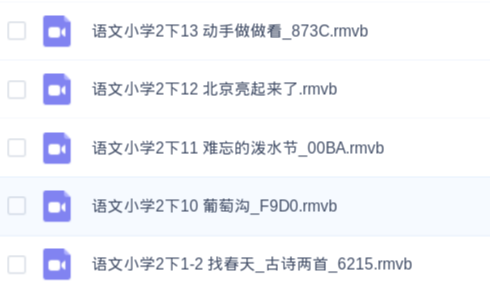 语文小学2下13 动手做做看_873C.rmvb
语文小学2下12 北京亮起来了.rmvb
语文小学2下11 难忘的泼水节_00BA.rmvb
语文小学2下10 葡萄沟_F9D0.rmvb
语文小学2下1-2 找春天_古诗两首_6215.rmvb